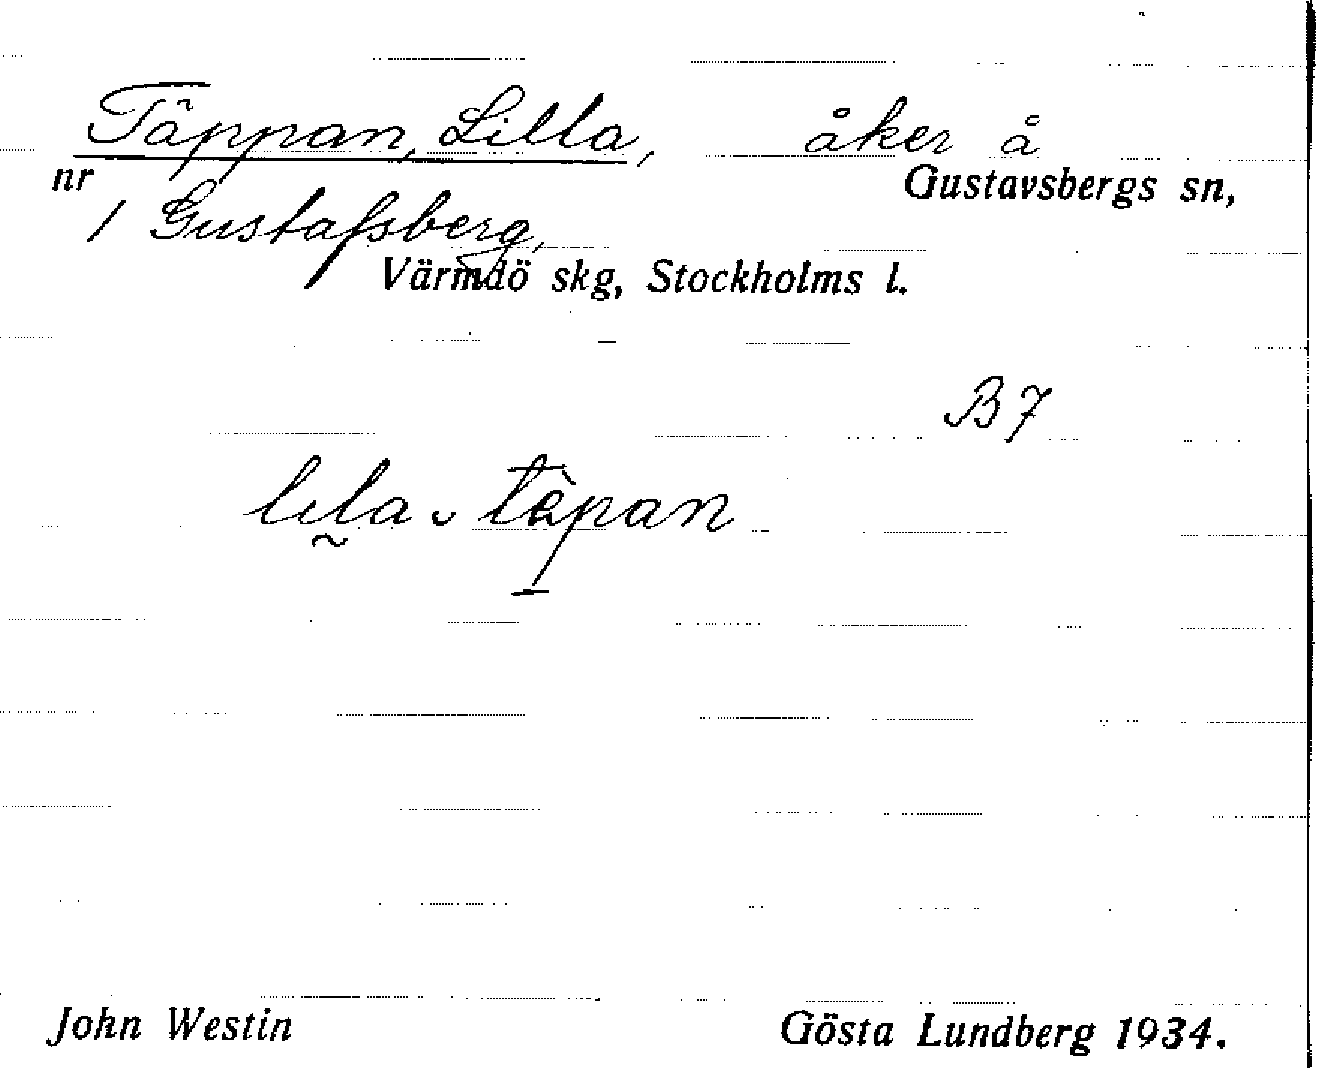 Täppan, Lilla, åker å
nr Gustavsbergs sn,
1 Gustafsberg,
Värmdö skg, Stockholms l.
B7
lila täpan
John Westin Gösta Lundberg 1934.